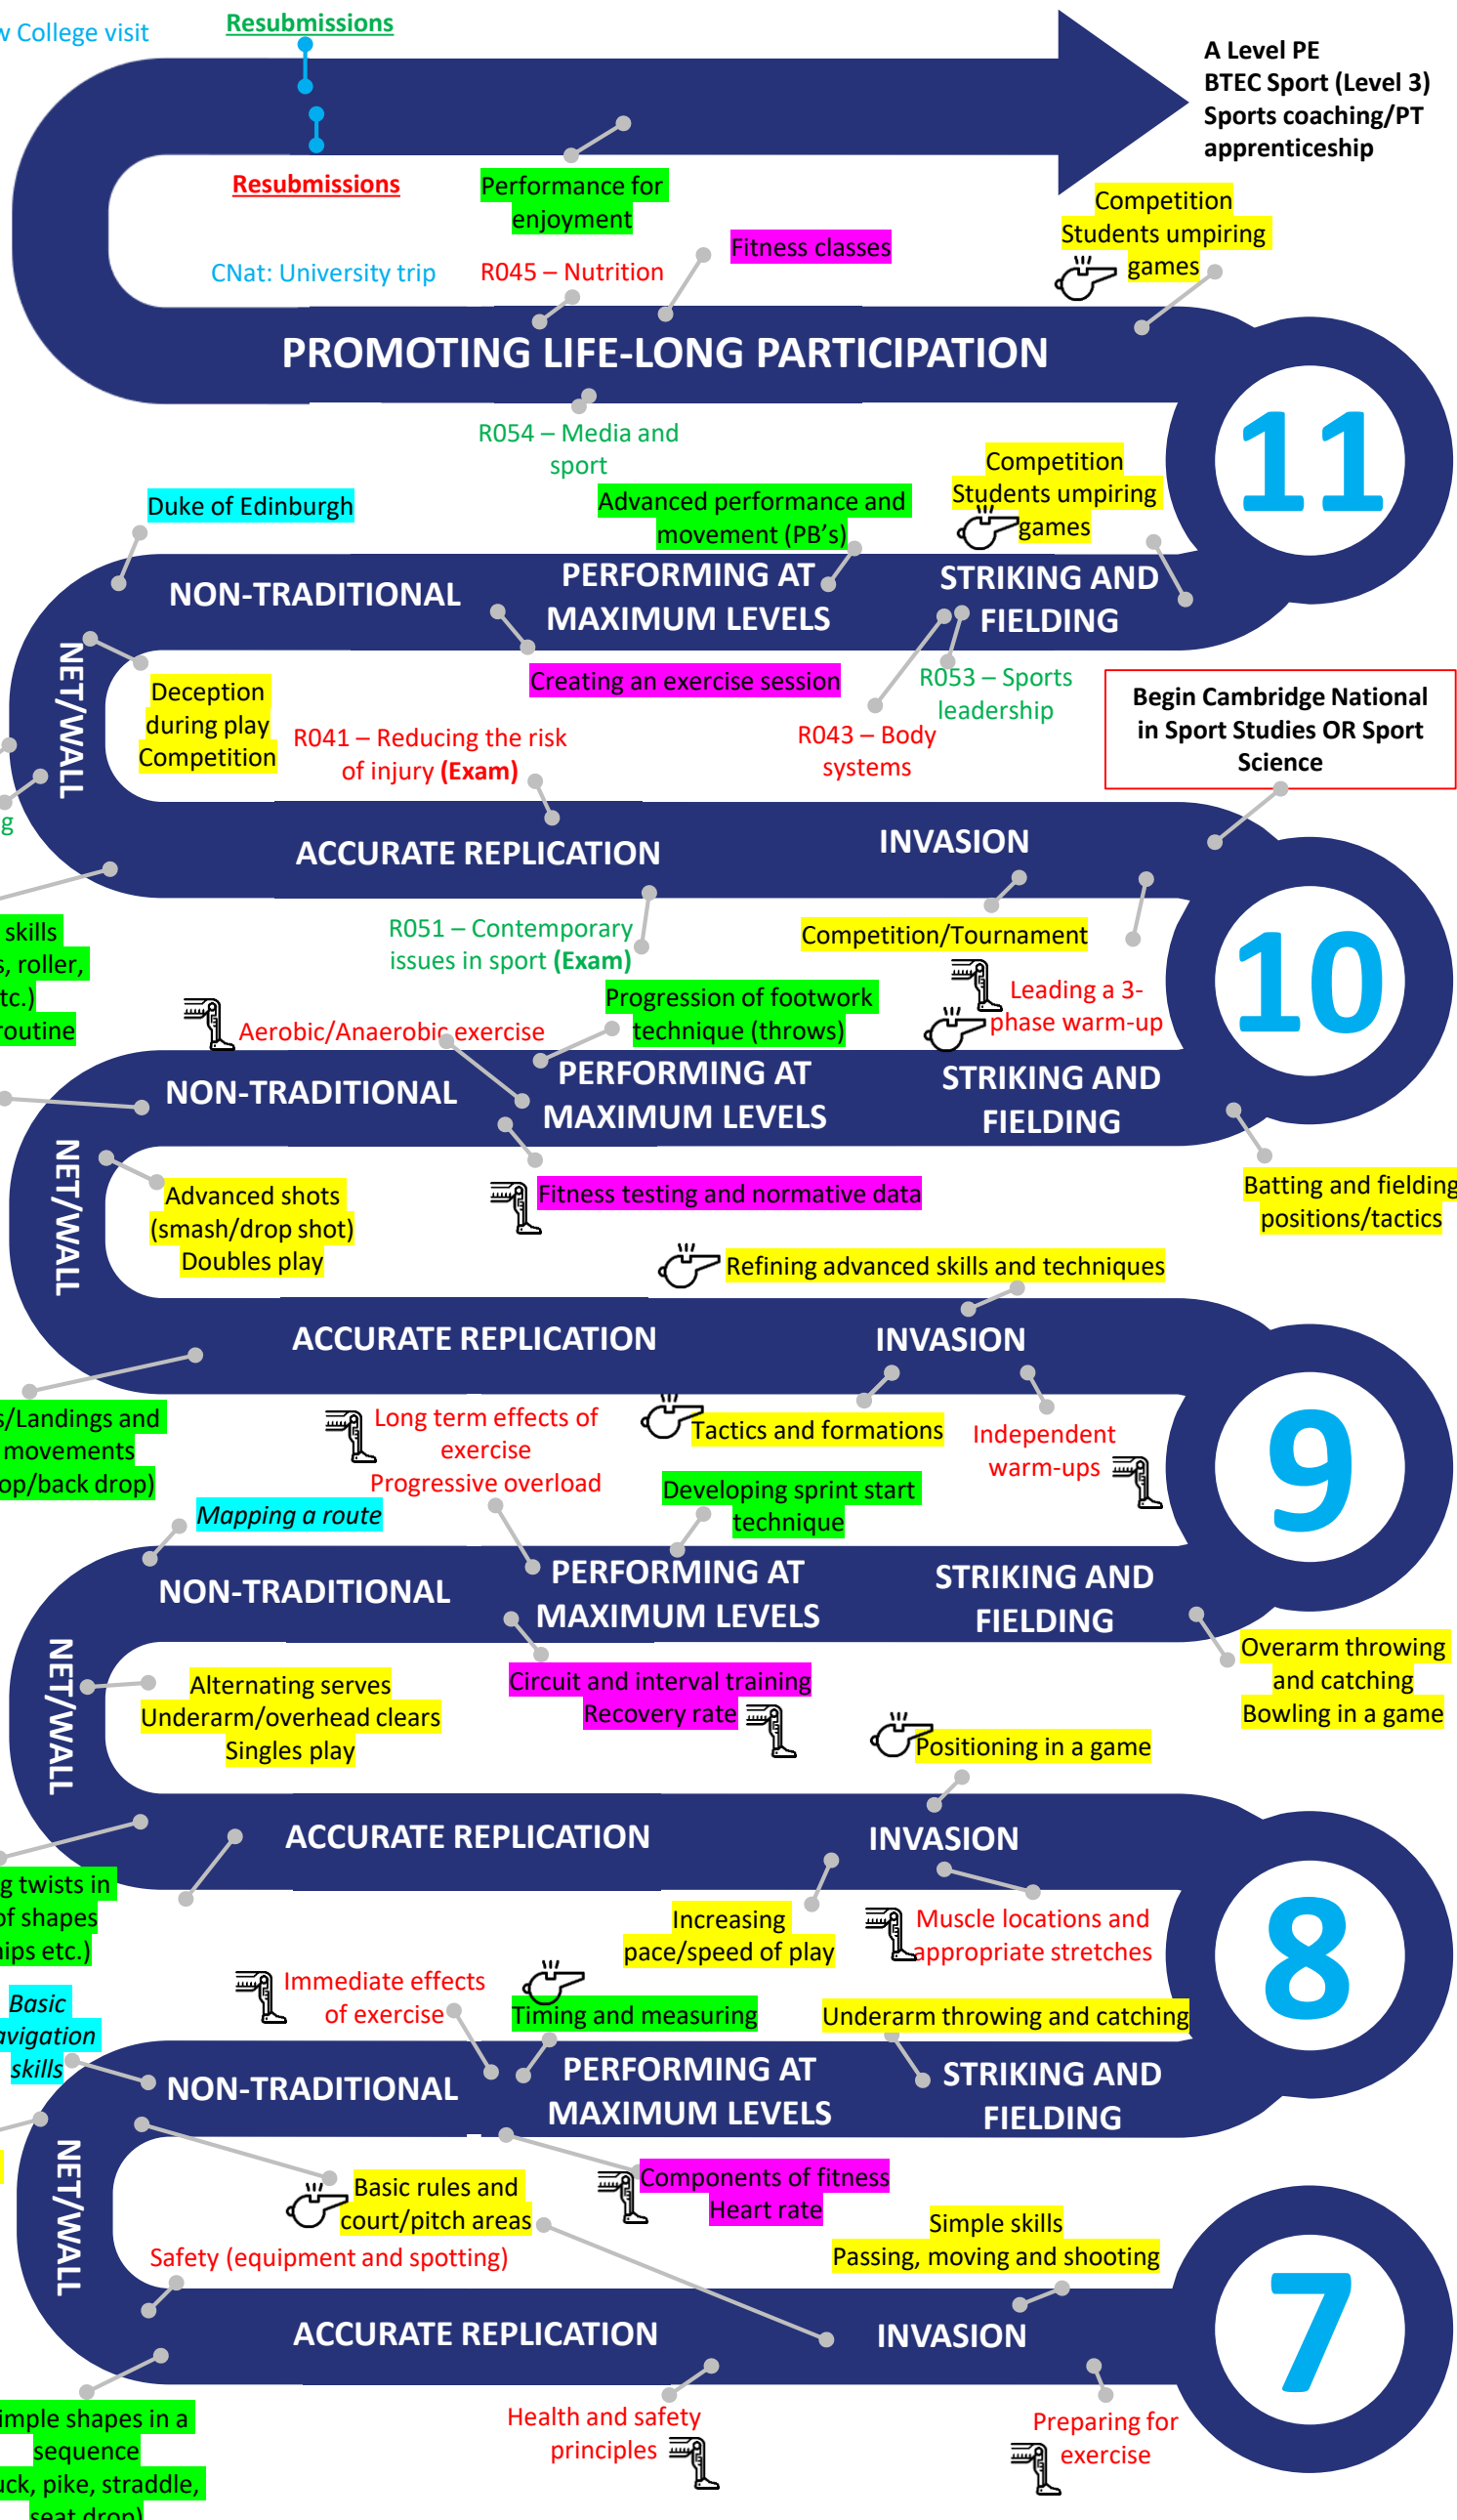 College visit
Resubmissions
A Level PE
BTEC Sport (Level 3)
Sports coaching/PT
apprenticeship
Resubmissions
Performance for
enjoyment
Competition
Students umpiring
games
Fitness classes
CNat: University trip
R045 – Nutrition
PROMOTING LIFE-LONG PARTICIPATION
11
R054 – Media and
sport
Competition
Students umpiring
games
Duke of Edinburgh
Advanced performance and
movement (PB's)
NON-TRADITIONAL
PERFORMING AT
MAXIMUM LEVELS
STRIKING AND
FIELDING
NET/WALL
Deception
during play
Competition
Creating an exercise session
R053 – Sports
leadership
R041 – Reducing the risk
of injury (Exam)
R043 – Body
systems
Begin Cambridge National
in Sport Studies OR Sport
Science
ACCURATE REPLICATION
INVASION
10
skills
roller,
routine
R051 – Contemporary
issues in sport (Exam)
Competition/Tournament
Leading a 3-
phase warm-up
Aerobic/Anaerobic exercise
Progression of footwork
technique (throws)
NON-TRADITIONAL
PERFORMING AT
MAXIMUM LEVELS
STRIKING AND
FIELDING
NET/WALL
Advanced shots
(smash/drop shot)
Doubles play
Fitness testing and normative data
Batting and fielding
positions/tactics
Refining advanced skills and techniques
ACCURATE REPLICATION
INVASION
9
/Landings and
movements
/back drop)
Long term effects of
exercise
Progressive overload
Tactics and formations
Independent
warm-ups
Developing sprint start
technique
Mapping a route
NON-TRADITIONAL
PERFORMING AT
MAXIMUM LEVELS
STRIKING AND
FIELDING
NET/WALL
Alternating serves
Underarm/overhead clears
Singles play
Circuit and interval training
Recovery rate
Overarm throwing
and catching
Bowling in a game
Positioning in a game
ACCURATE REPLICATION
INVASION
8
twists in
of shapes
etc.)
Increasing
pace/speed of play
Muscle locations and
appropriate stretches
Immediate effects
of exercise
Timing and measuring
Underarm throwing and catching
Basic
skills
NON-TRADITIONAL
PERFORMING AT
MAXIMUM LEVELS
STRIKING AND
FIELDING
NET/WALL
Basic rules and
court/pitch areas
Components of fitness
Heart rate
Simple skills
Passing, moving and shooting
Safety (equipment and spotting)
ACCURATE REPLICATION
INVASION
7
shapes in a
sequence
pike, straddle,
seat drop)
Health and safety
principles
Preparing for
exercise